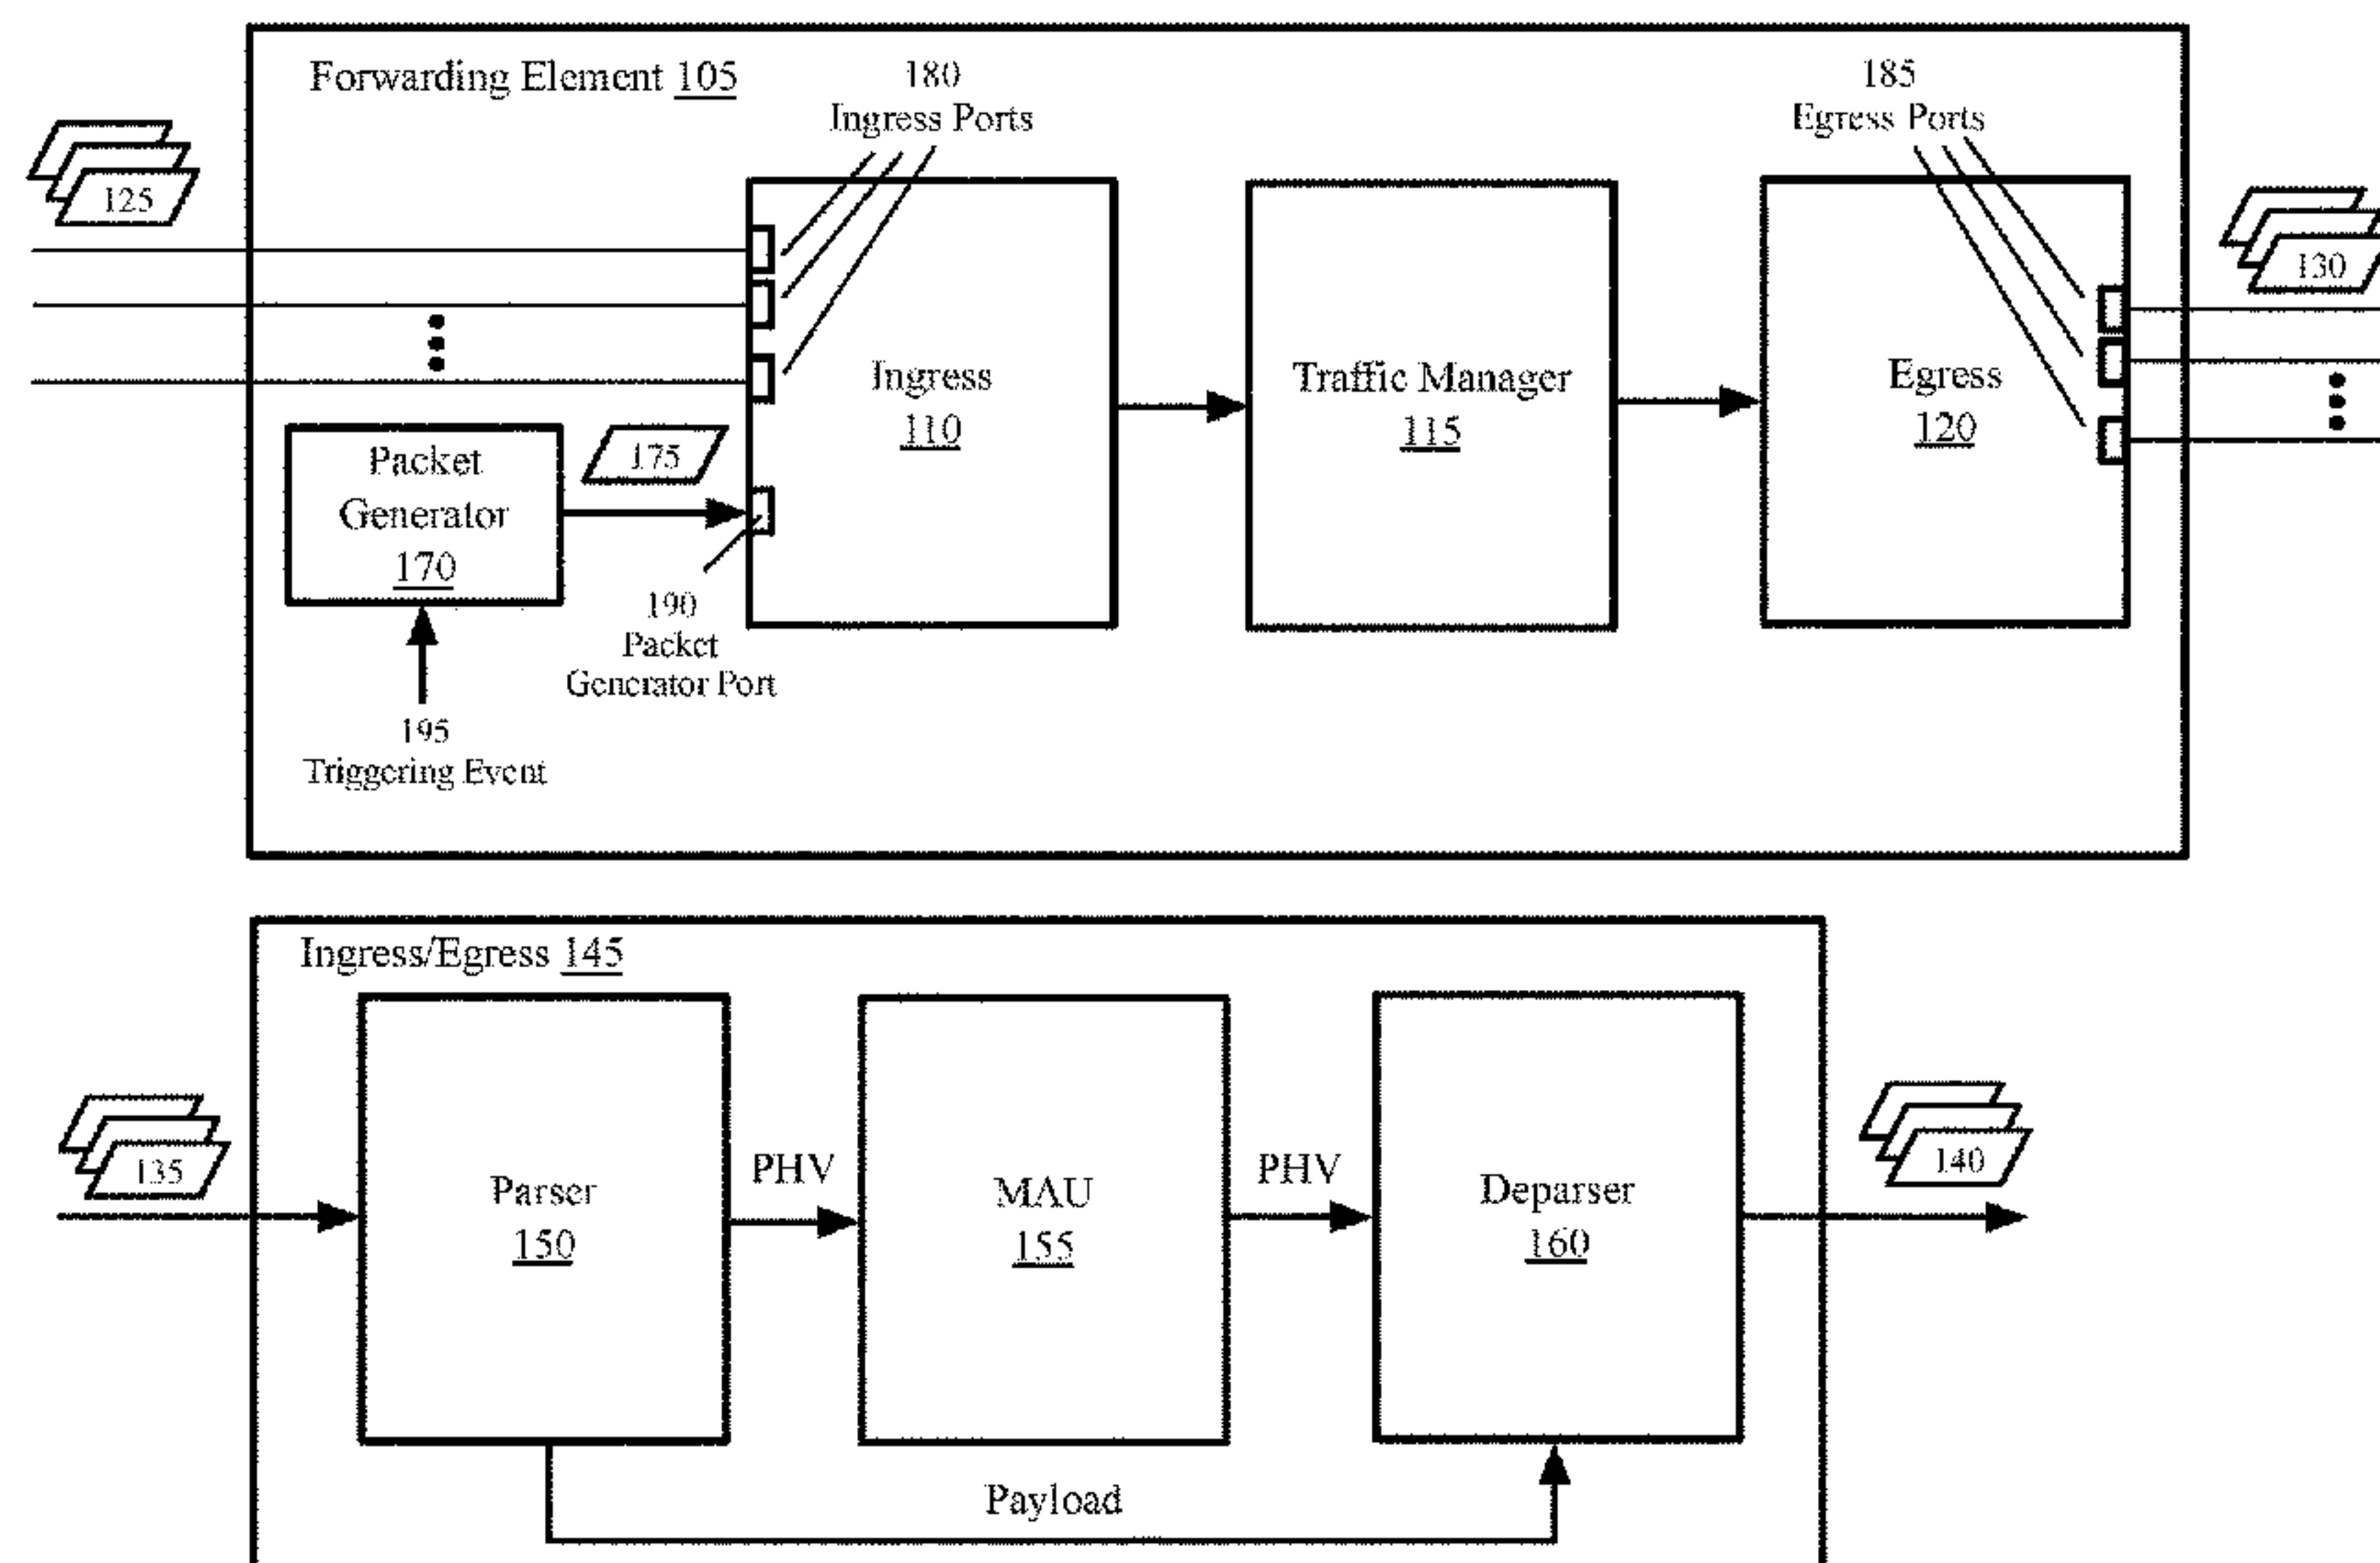 Forwarding Element 105
180
Ingress Ports
185
Egress Ports
125
130
Ingress
110
Traffic Manager
115
Egress
120
Packet
Generator
170
175
190
Packet
Generator Port
195
Triggering Event
Ingress/Egress 145
135
Parser
150
PHV
MAU
155
PHV
Deparser
160
140
Payload